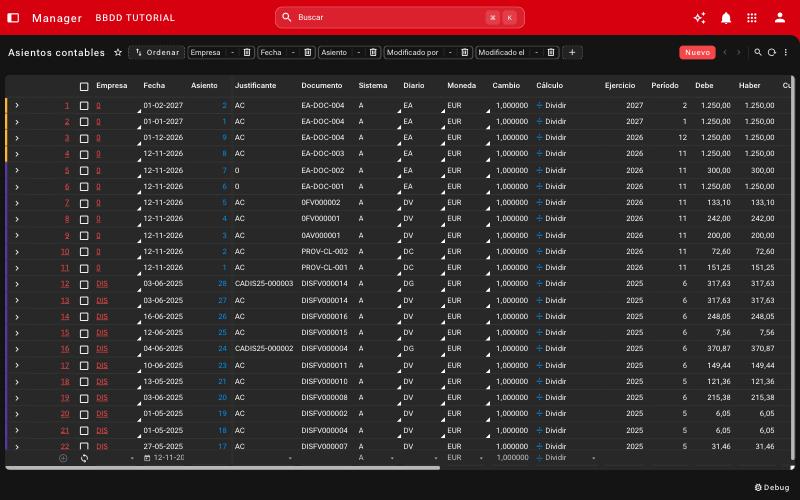 Manager BBDD TUTORIAL Buscar ⌘ K
Asientos contables Ordenar Empresa - Fecha - Asiento - Modificado por - Modificado el - + Nuevo
Empresa Fecha Asiento Justificante Documento Sistema Diario Moneda Cambio Cálculo Ejercicio Período Debe Haber Cu
1 0 01-02-2027 2 AC EA-DOC-004 A EA EUR 1,000000 Dividir 2027 2 1.250,00 1.250,00
2 0 01-01-2027 1 AC EA-DOC-004 A EA EUR 1,000000 Dividir 2027 1 1.250,00 1.250,00
3 0 01-12-2026 9 AC EA-DOC-004 A EA EUR 1,000000 Dividir 2026 12 1.250,00 1.250,00
4 0 12-11-2026 8 AC EA-DOC-003 A EA EUR 1,000000 Dividir 2026 11 1.250,00 1.250,00
5 0 12-11-2026 7 0 EA-DOC-002 A EA EUR 1,000000 Dividir 2026 11 300,00 300,00
6 0 12-11-2026 6 0 EA-DOC-001 A EA EUR 1,000000 Dividir 2026 11 1.250,00 1.250,00
7 0 12-11-2026 5 AC 0FV000002 A DV EUR 1,000000 Dividir 2026 11 133,10 133,10
8 0 12-11-2026 4 AC 0FV000001 A DV EUR 1,000000 Dividir 2026 11 242,00 242,00
9 0 12-11-2026 3 AC 0AV000001 A DV EUR 1,000000 Dividir 2026 11 200,00 200,00
10 0 12-11-2026 2 AC PROV-CL-002 A DC EUR 1,000000 Dividir 2026 11 72,60 72,60
11 0 12-11-2026 1 AC PROV-CL-001 A DC EUR 1,000000 Dividir 2026 11 151,25 151,25
12 DIS 03-06-2025 28 CADIS25-000003 DISFV000014 A DG EUR 1,000000 Dividir 2025 6 317,63 317,63
13 DIS 03-06-2025 27 AC DISFV000014 A DV EUR 1,000000 Dividir 2025 6 317,63 317,63
14 DIS 16-06-2025 26 AC DISFV000016 A DV EUR 1,000000 Dividir 2025 6 248,05 248,05
15 DIS 12-06-2025 25 AC DISFV000015 A DV EUR 1,000000 Dividir 2025 6 7,56 7,56
16 DIS 04-06-2025 24 CADIS25-000002 DISFV000004 A DG EUR 1,000000 Dividir 2025 6 370,87 370,87
17 DIS 10-06-2025 23 AC DISFV000011 A DV EUR 1,000000 Dividir 2025 6 149,44 149,44
18 DIS 13-05-2025 21 AC DISFV000010 A DV EUR 1,000000 Dividir 2025 5 121,36 121,36
19 DIS 03-06-2025 20 AC DISFV000008 A DV EUR 1,000000 Dividir 2025 6 215,38 215,38
20 DIS 01-05-2025 19 AC DISFV000002 A DV EUR 1,000000 Dividir 2025 5 6,05 6,05
21 DIS 01-05-2025 18 AC DISFV000004 A DV EUR 1,000000 Dividir 2025 5 6,05 6,05
22 DIS 27-05-2025 17 AC DISFV000007 A DV EUR 1,000000 Dividir 2025 5 31,46 31,46
12-11-20 A EUR 1,000000 Dividir
Debug